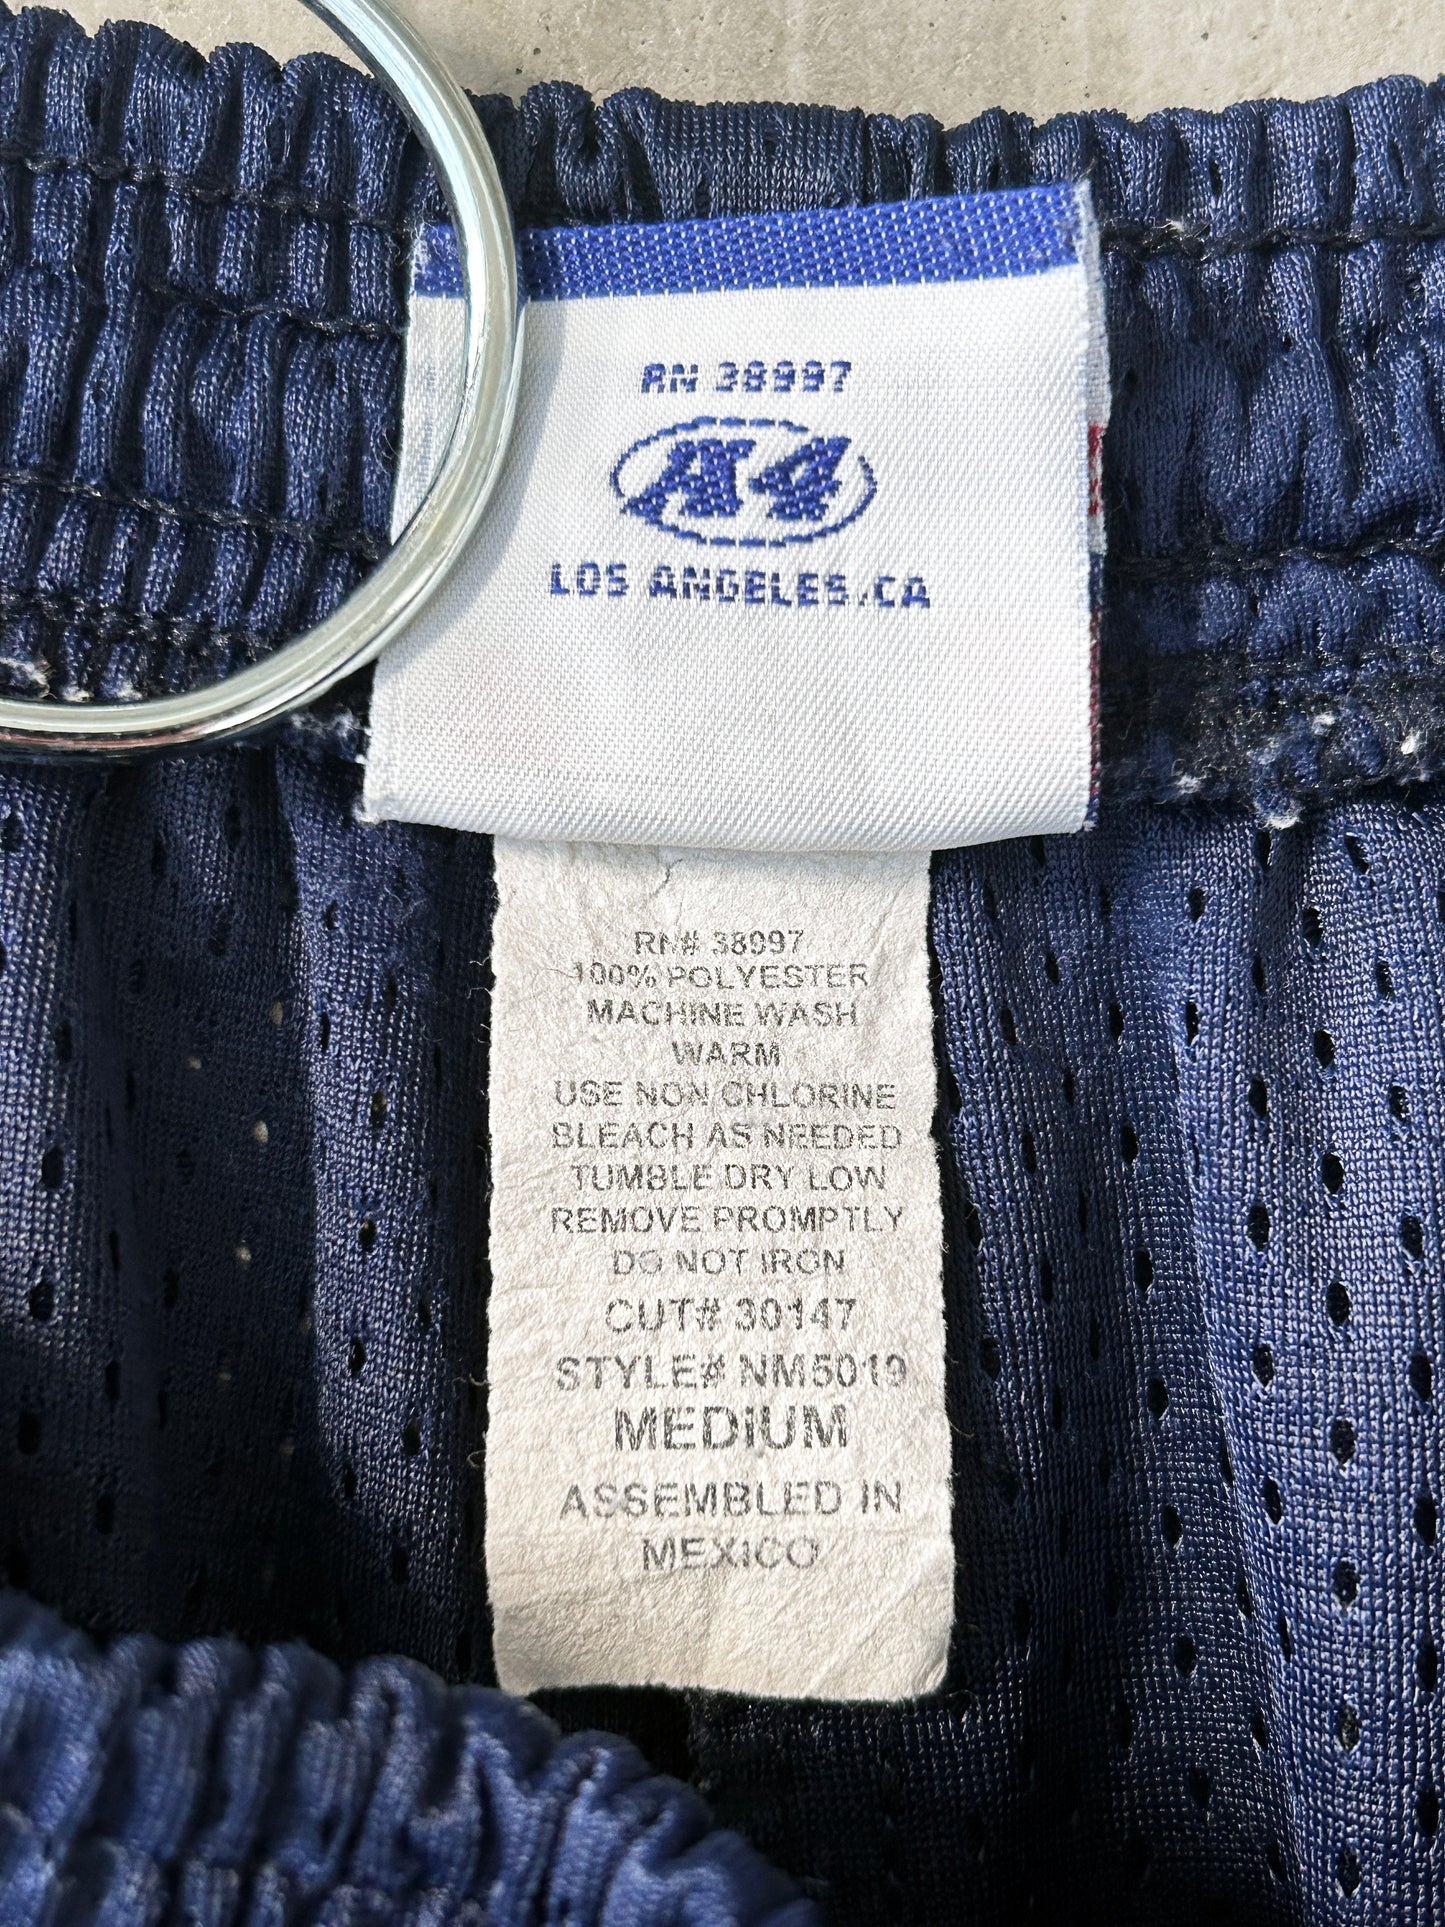 RN 38997
A4
LOS ANGELES, CA
RN# 38997
100% POLYESTER
MACHINE WASH
WARM
USE NON CHLORINE
BLEACH AS NEEDED
TUMBLE DRY LOW
REMOVE PROMPTLY
DO NOT IRON
CUT# 30147
STYLE# NM5019
MEDIUM
ASSEMBLED IN
MEXICO